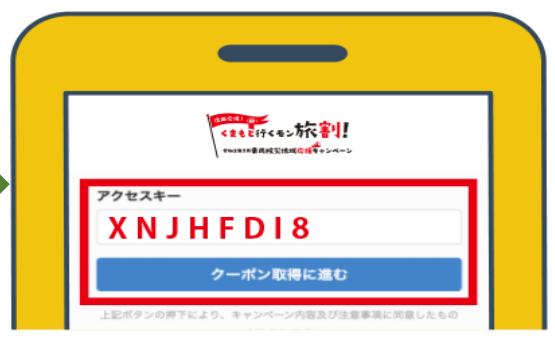 くまもと行くモン旅割!
アクセスキー
XNJHFDI8
クーポン取得に進む
上記ボタンの押下により、キャンペーン内容及び注意事項に同意したもの